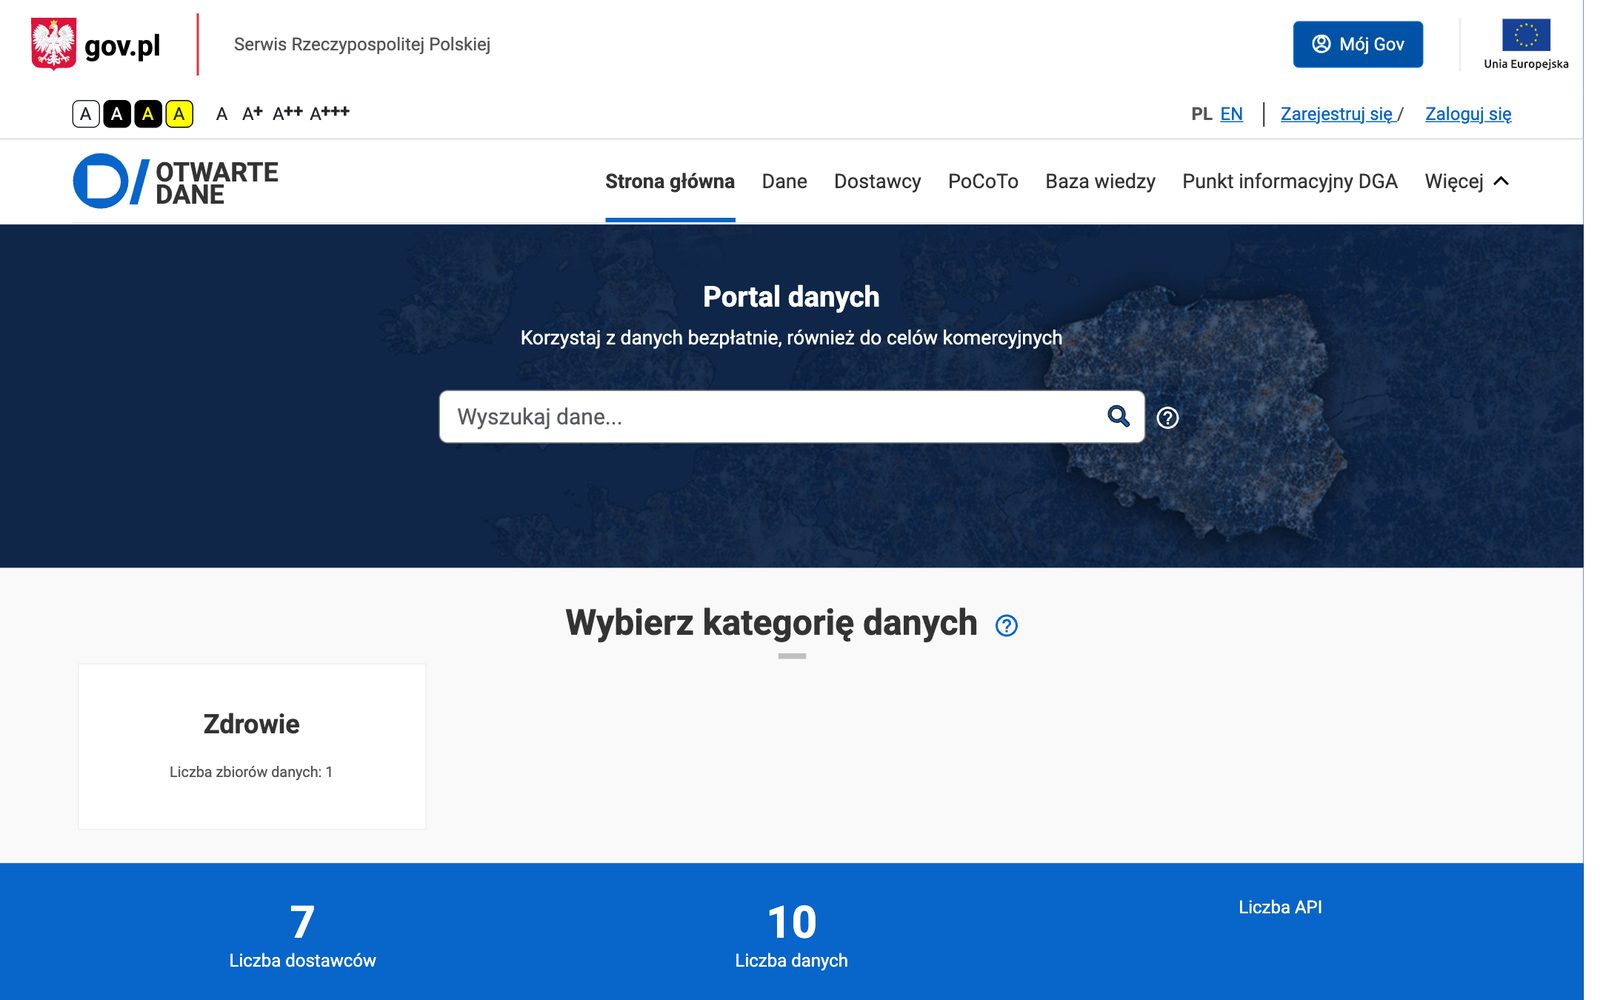 gov.pl
Serwis Rzeczypospolitej Polskiej
Mój Gov
Unia Europejska
A A A A A A+ A++ A+++
PL EN Zarejestruj się / Zaloguj się
OTWARTE
DANE
Strona główna Dane Dostawcy PoCoTo Baza wiedzy Punkt informacyjny DGA Więcej
Portal danych
Korzystaj z danych bezpłatnie, również do celów komercyjnych
Wyszukaj dane...
Wybierz kategorię danych
Zdrowie
Liczba zbiorów danych: 1
7
Liczba dostawców
10
Liczba danych
Liczba API